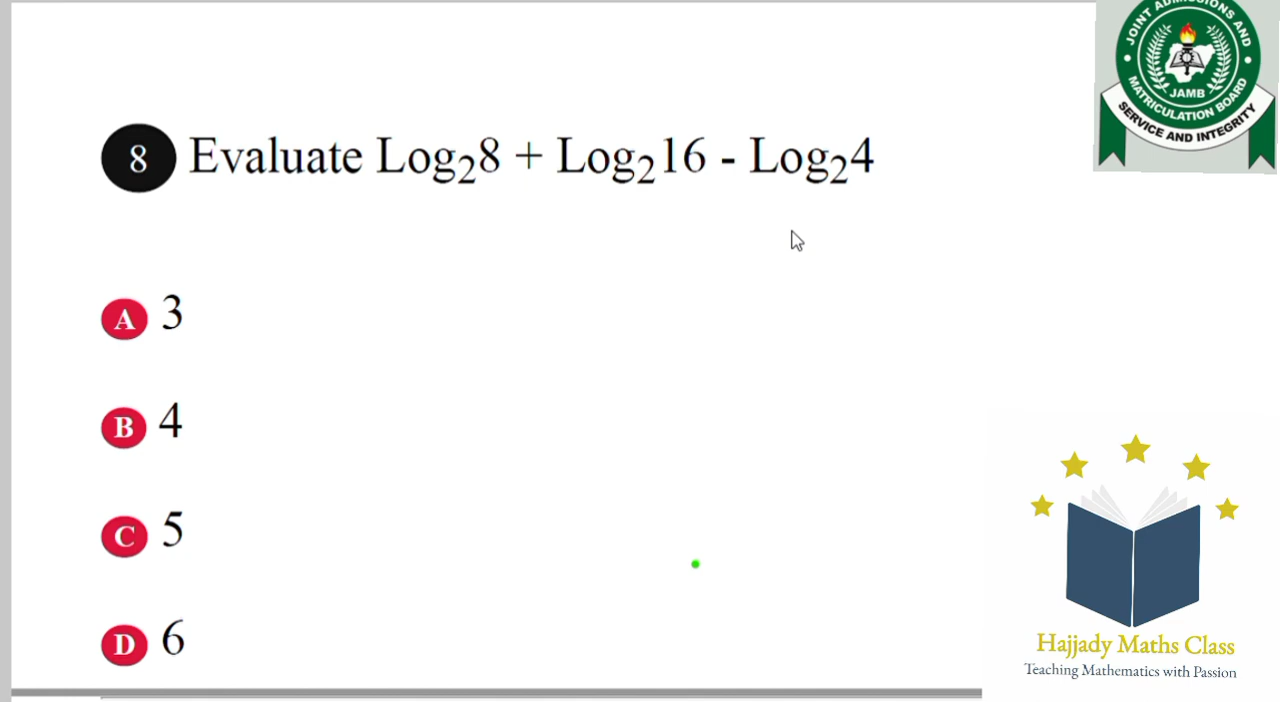 JOINT ADMISSIONS AND
MATRICULATION BOARD
JAMB
SERVICE AND INTEGRITY
8 Evaluate Log₂8 + Log₂16 - Log₂4
A 3
B 4
C 5
D 6
Hajjady Maths Class
Teaching Mathematics with Passion